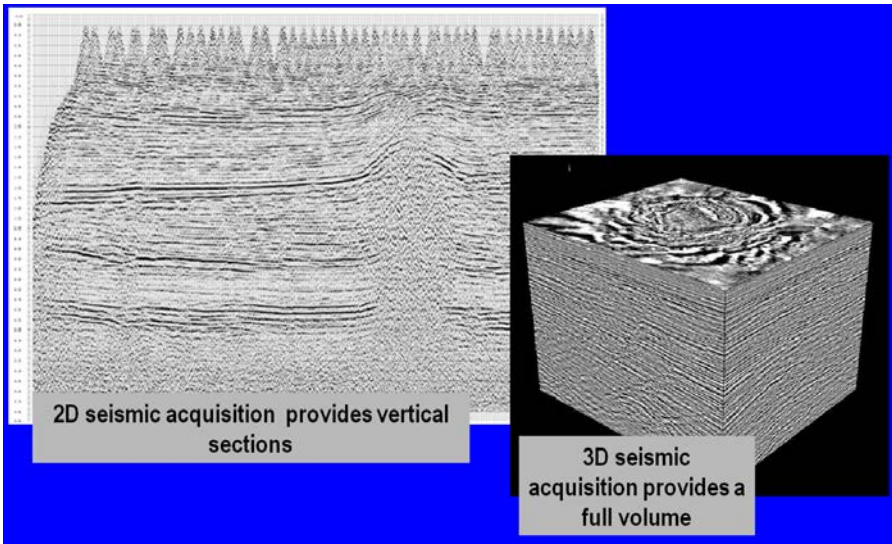 2D seismic acquisition provides vertical
sections
3D seismic
acquisition provides a
full volume